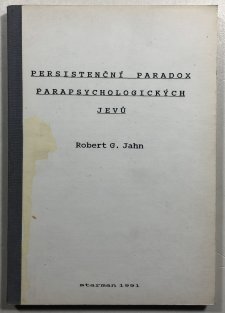 PERSISTENČNÍ PARADOX
PARAPSYCHOLOGICKÝCH
JEVŮ
Robert G. Jahn
starman 1991